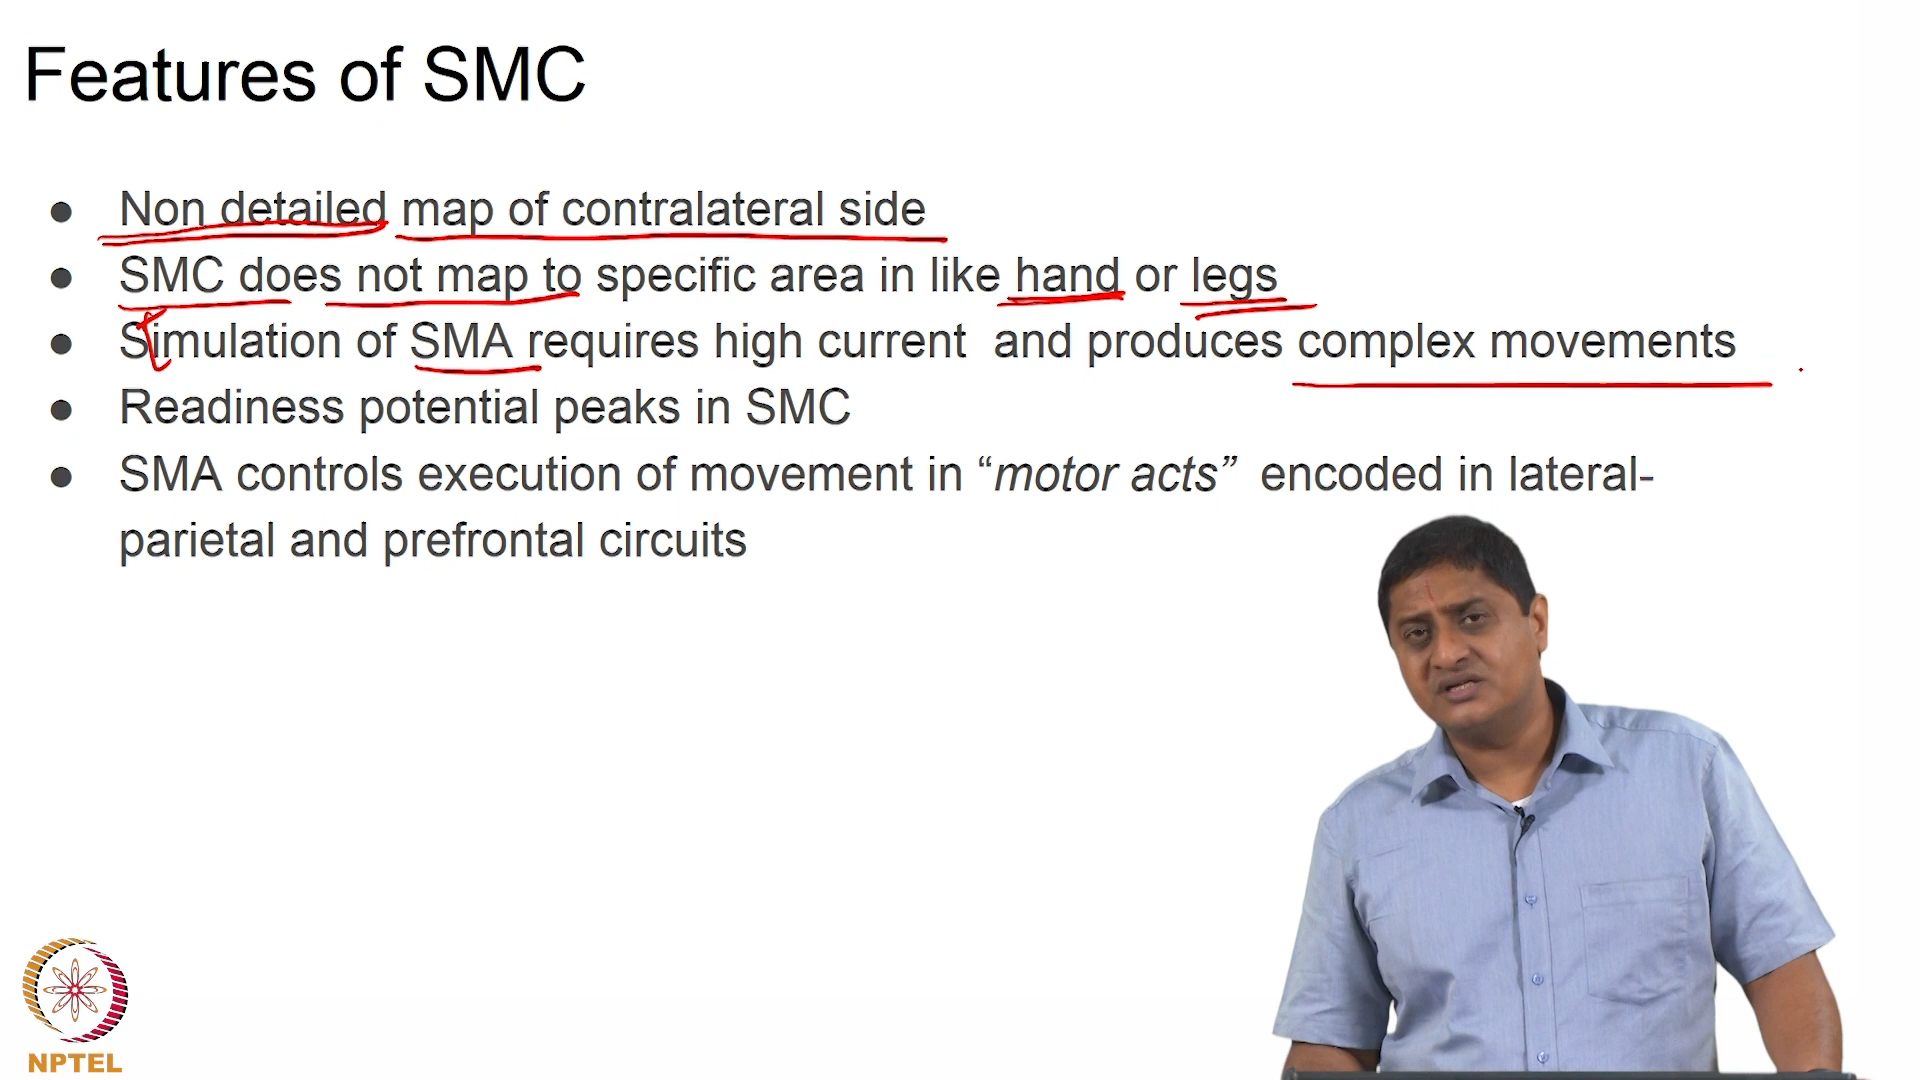 Features of SMC
● Non detailed map of contralateral side
● SMC does not map to specific area in like hand or legs
● Simulation of SMA requires high current and produces complex movements
● Readiness potential peaks in SMC
● SMA controls execution of movement in “motor acts” encoded in lateral-
parietal and prefrontal circuits
NPTEL